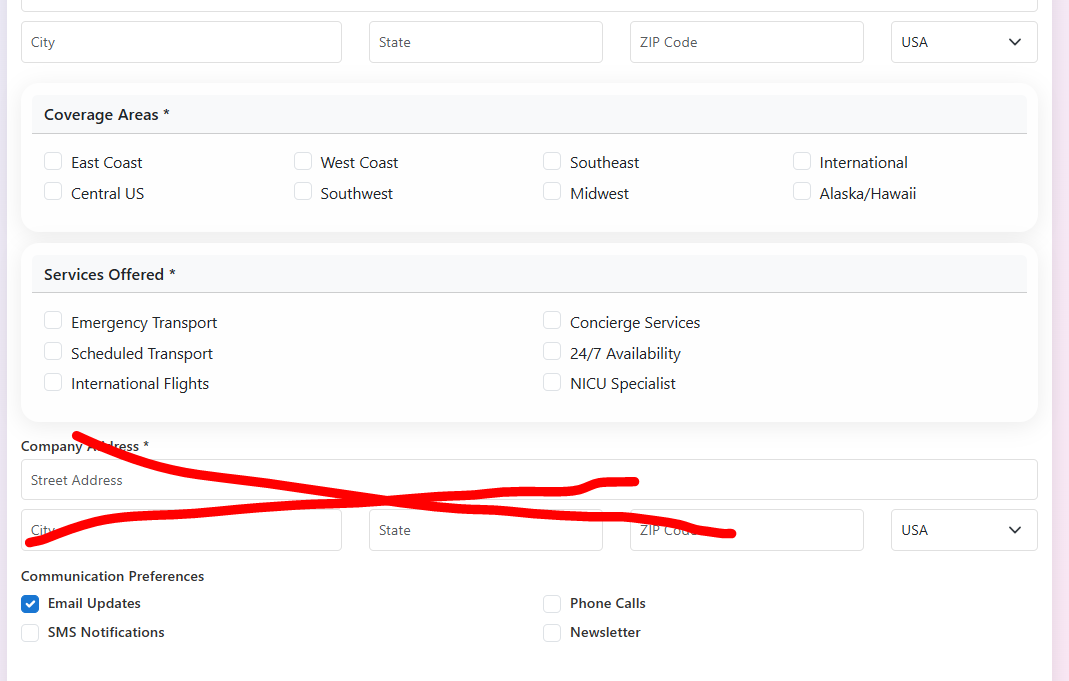 City State ZIP Code USA
Coverage Areas *
East Coast West Coast Southeast International
Central US Southwest Midwest Alaska/Hawaii
Services Offered *
Emergency Transport Concierge Services
Scheduled Transport 24/7 Availability
International Flights NICU Specialist
Company Address *
Street Address
City State ZIP Code USA
Communication Preferences
Email Updates Phone Calls
SMS Notifications Newsletter